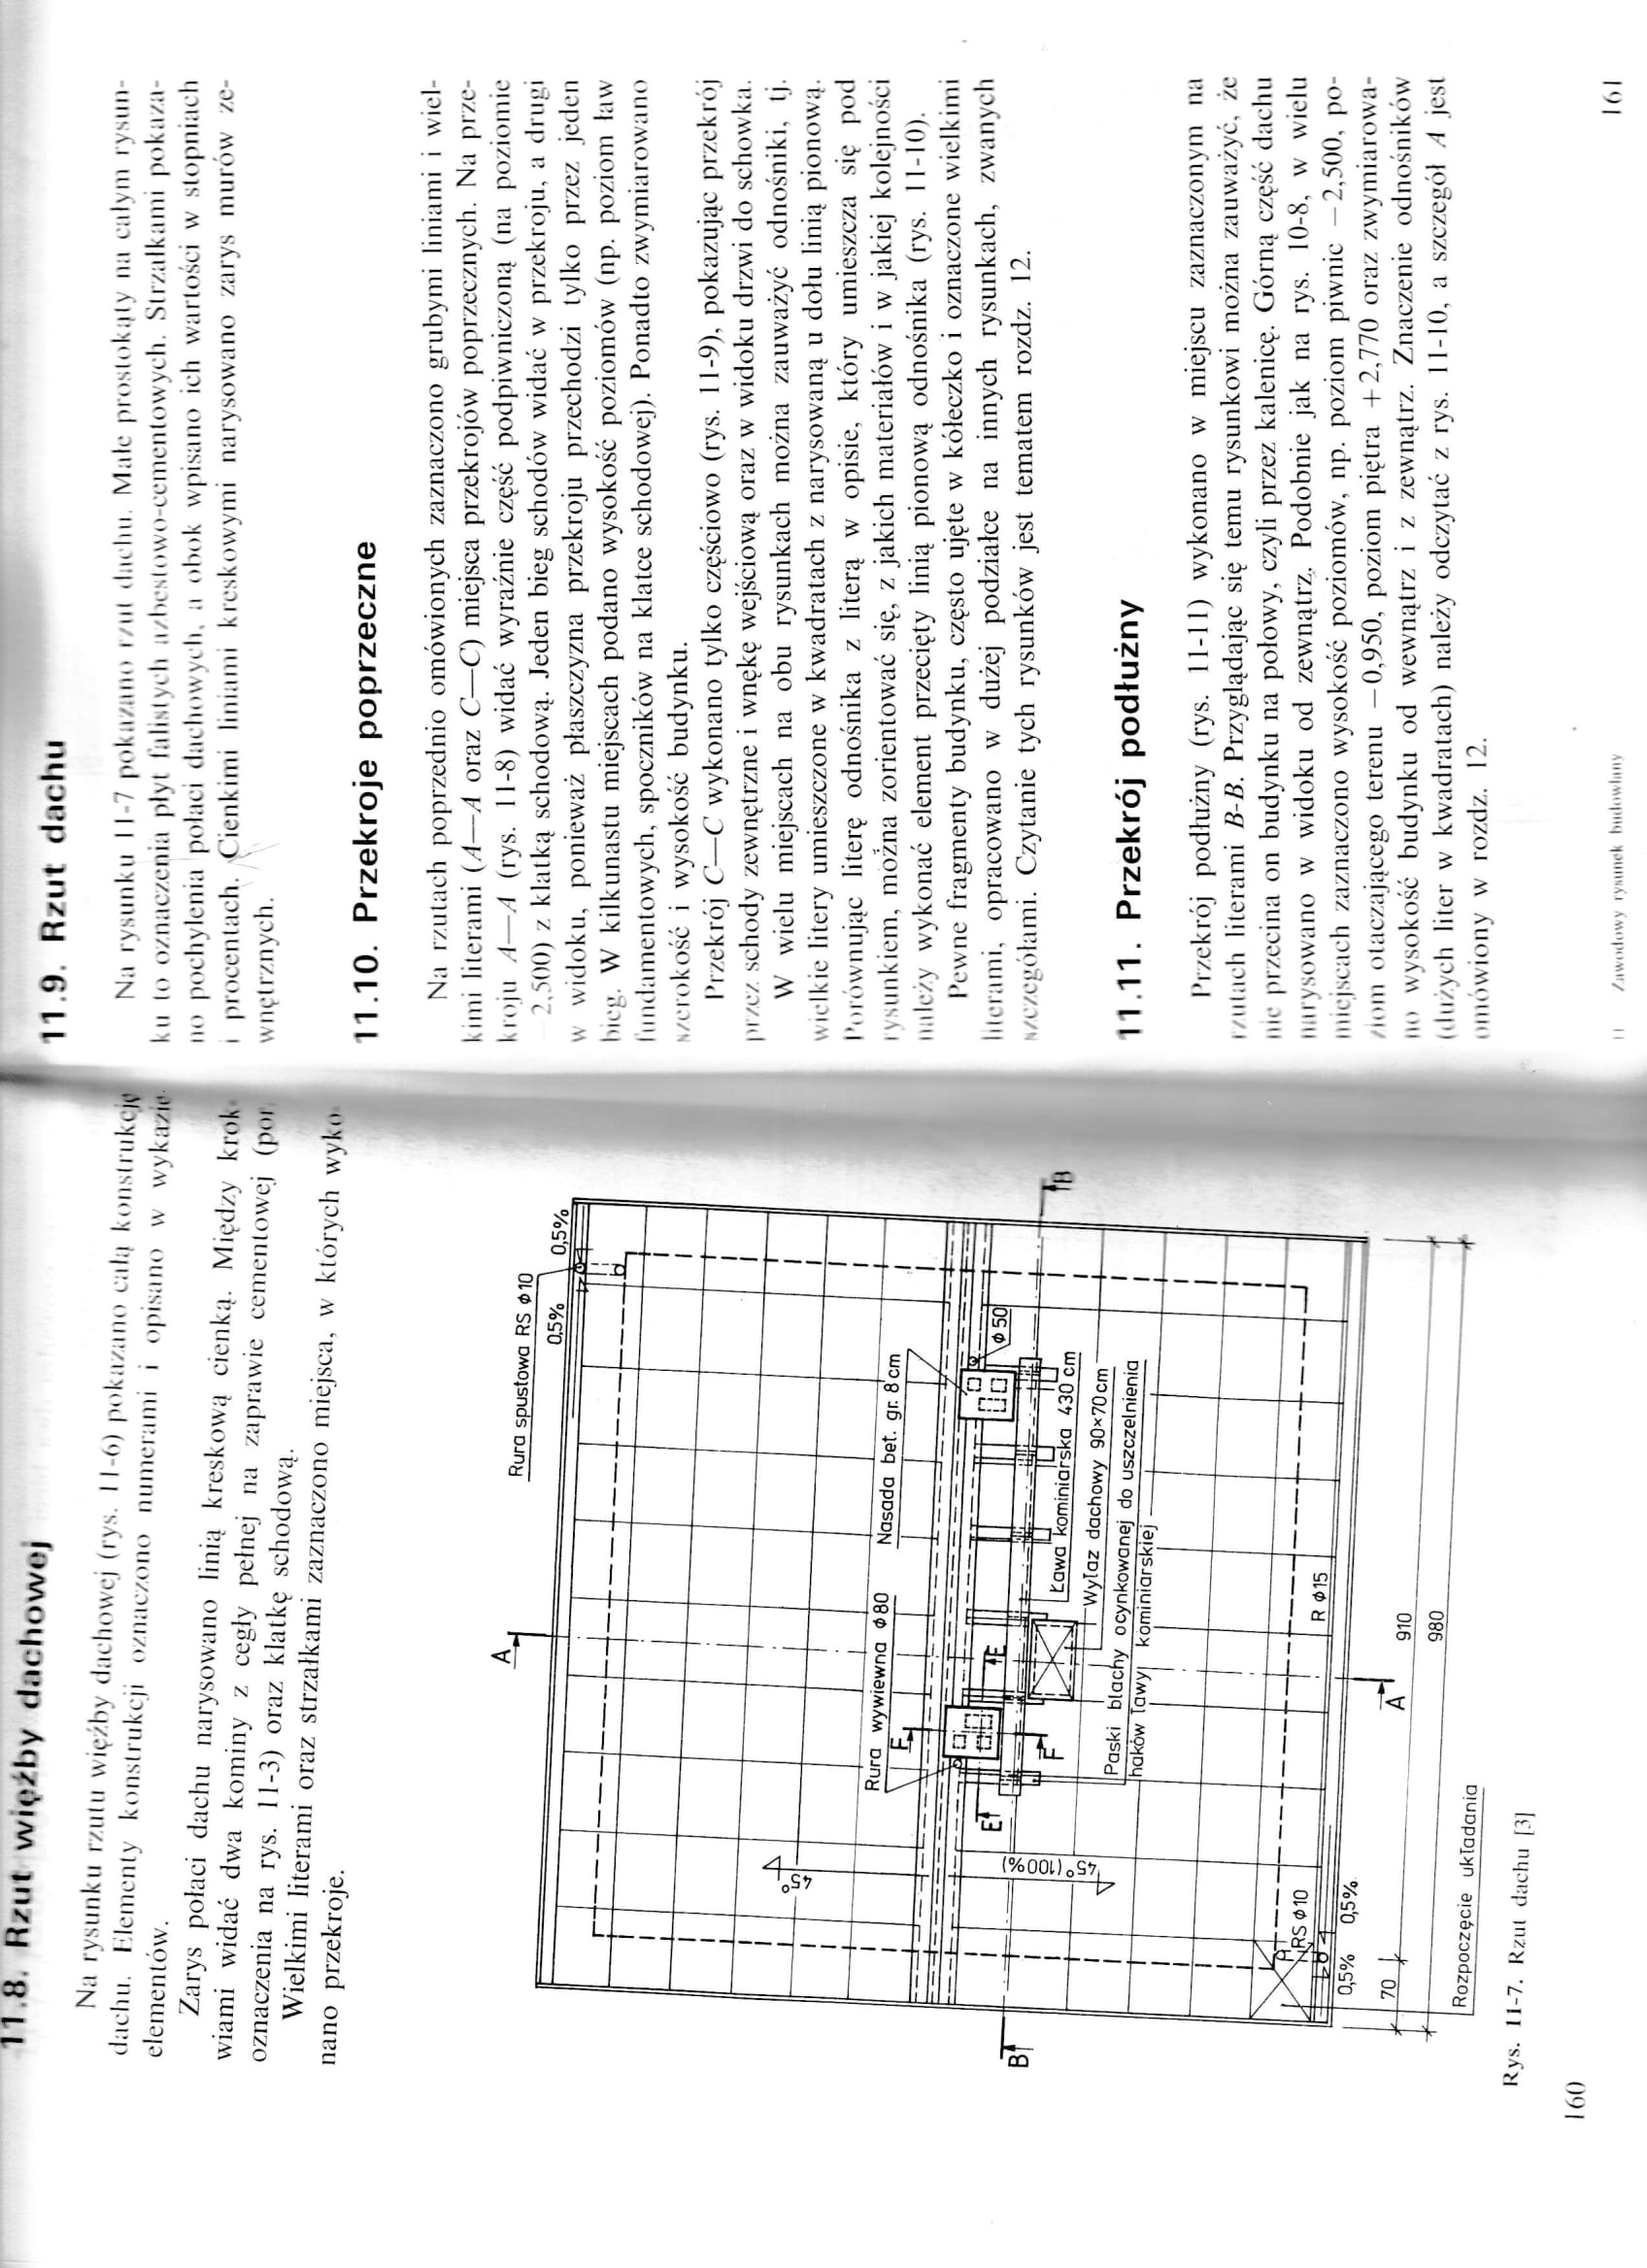 11.8. Rzut więźby dachowej
Na rysunku rzutu więźby dachowej (rys. 11-6) pokazano całą konstrukcję
dachu. Elementy konstrukcji oznaczono numerami i opisano w wykazie
elementów.
Zarys połaci dachu narysowano linią kreskową cienką. Między krok-
wiami widać dwa kominy z cegły pełnej na zaprawie cementowej (por.
oznaczenia na rys. 11-3) oraz klatkę schodową.
Wielkimi literami oraz strzałkami zaznaczono miejsca, w których wyko-
nano przekroje.
Rura spustowa RS ϕ10
0,5%
0,5%
A
B
Rura wywiewna ϕ80
Nasada bet. gr. 8cm
ϕ50
F
E
E
F
45°
45°(100%)
Ława kominiarska 430 cm
Wyłaz dachowy 90×70cm
Paski blachy ocynkowanej do uszczelnienia
haków ławy kominiarskiej
B
RS ϕ10
R ϕ15
0,5%
0,5%
A
70
910
980
Rozpoczęcie układania
Rys. 11-7. Rzut dachu [3]
160
11.9. Rzut dachu
Na rysunku 11-7 pokazano rzut dachu. Małe prostokąty na całym rysun-
ku to oznaczenia płyt falistych azbestowo-cementowych. Strzałkami pokaza-
no pochylenia połaci dachowych, a obok wpisano ich wartości w stopniach
i procentach. Cienkimi liniami kreskowymi narysowano zarys murów ze-
wnętrznych.
11.10. Przekroje poprzeczne
Na rzutach poprzednio omówionych zaznaczono grubymi liniami i wiel-
kimi literami (A—A oraz C—C) miejsca przekrojów poprzecznych. Na prze-
kroju A—A (rys. 11-8) widać wyraźnie część podpiwniczoną (na poziomie
2,500) z klatką schodową. Jeden bieg schodów widać w przekroju, a drugi
w widoku, ponieważ płaszczyzna przekroju przechodzi tylko przez jeden
bieg. W kilkunastu miejscach podano wysokość poziomów (np. poziom ław
fundamentowych, spoczników na klatce schodowej). Ponadto zwymiarowano
szerokość i wysokość budynku.
Przekrój C—C wykonano tylko częściowo (rys. 11-9), pokazując przekrój
przez schody zewnętrzne i wnękę wejściową oraz w widoku drzwi do schowka.
W wielu miejscach na obu rysunkach można zauważyć odnośniki, tj.
wielkie litery umieszczone w kwadratach z narysowaną u dołu linią pionową.
Porównując literę odnośnika z literą w opisie, który umieszcza się pod
rysunkiem, można zorientować się, z jakich materiałów i w jakiej kolejności
należy wykonać element przecięty linią pionową odnośnika (rys. 11-10).
Pewne fragmenty budynku, często ujęte w kółeczko i oznaczone wielkimi
literami, opracowano w dużej podziałce na innych rysunkach, zwanych
szczegółami. Czytanie tych rysunków jest tematem rozdz. 12.
11.11. Przekrój podłużny
Przekrój podłużny (rys. 11-11) wykonano w miejscu zaznaczonym na
rzutach literami B-B. Przyglądając się temu rysunkowi można zauważyć, że
nie przecina on budynku na połowy, czyli przez kalenicę. Górną część dachu
narysowano w widoku od zewnątrz. Podobnie jak na rys. 10-8, w wielu
miejscach zaznaczono wysokość poziomów, np. poziom piwnic −2,500, po-
ziom otaczającego terenu −0,950, poziom piętra +2,770 oraz zwymiarowa-
no wysokość budynku od wewnątrz i z zewnątrz. Znaczenie odnośników
(dużych liter w kwadratach) należy odczytać z rys. 11-10, a szczegół A jest
omówiony w rozdz. 12.
11 Zawodowy rysunek budowlany
161